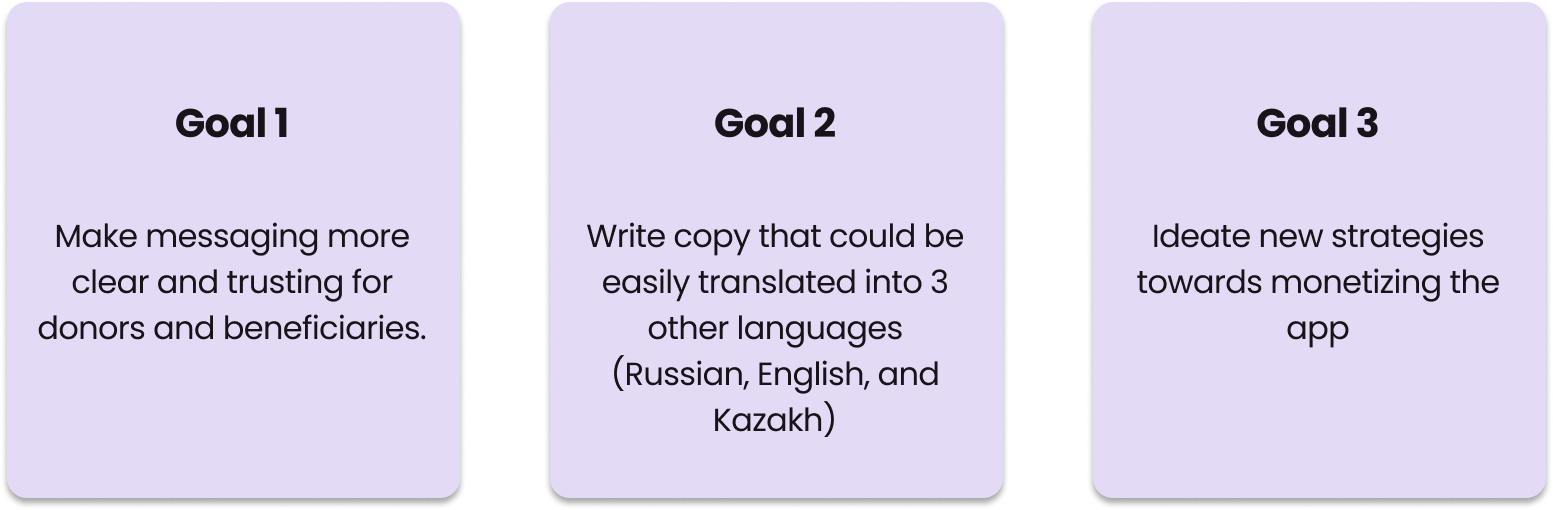 Goal 1
Make messaging more
clear and trusting for
donors and beneficiaries.
Goal 2
Write copy that could be
easily translated into 3
other languages
(Russian, English, and
Kazakh)
Goal 3
Ideate new strategies
towards monetizing the
app